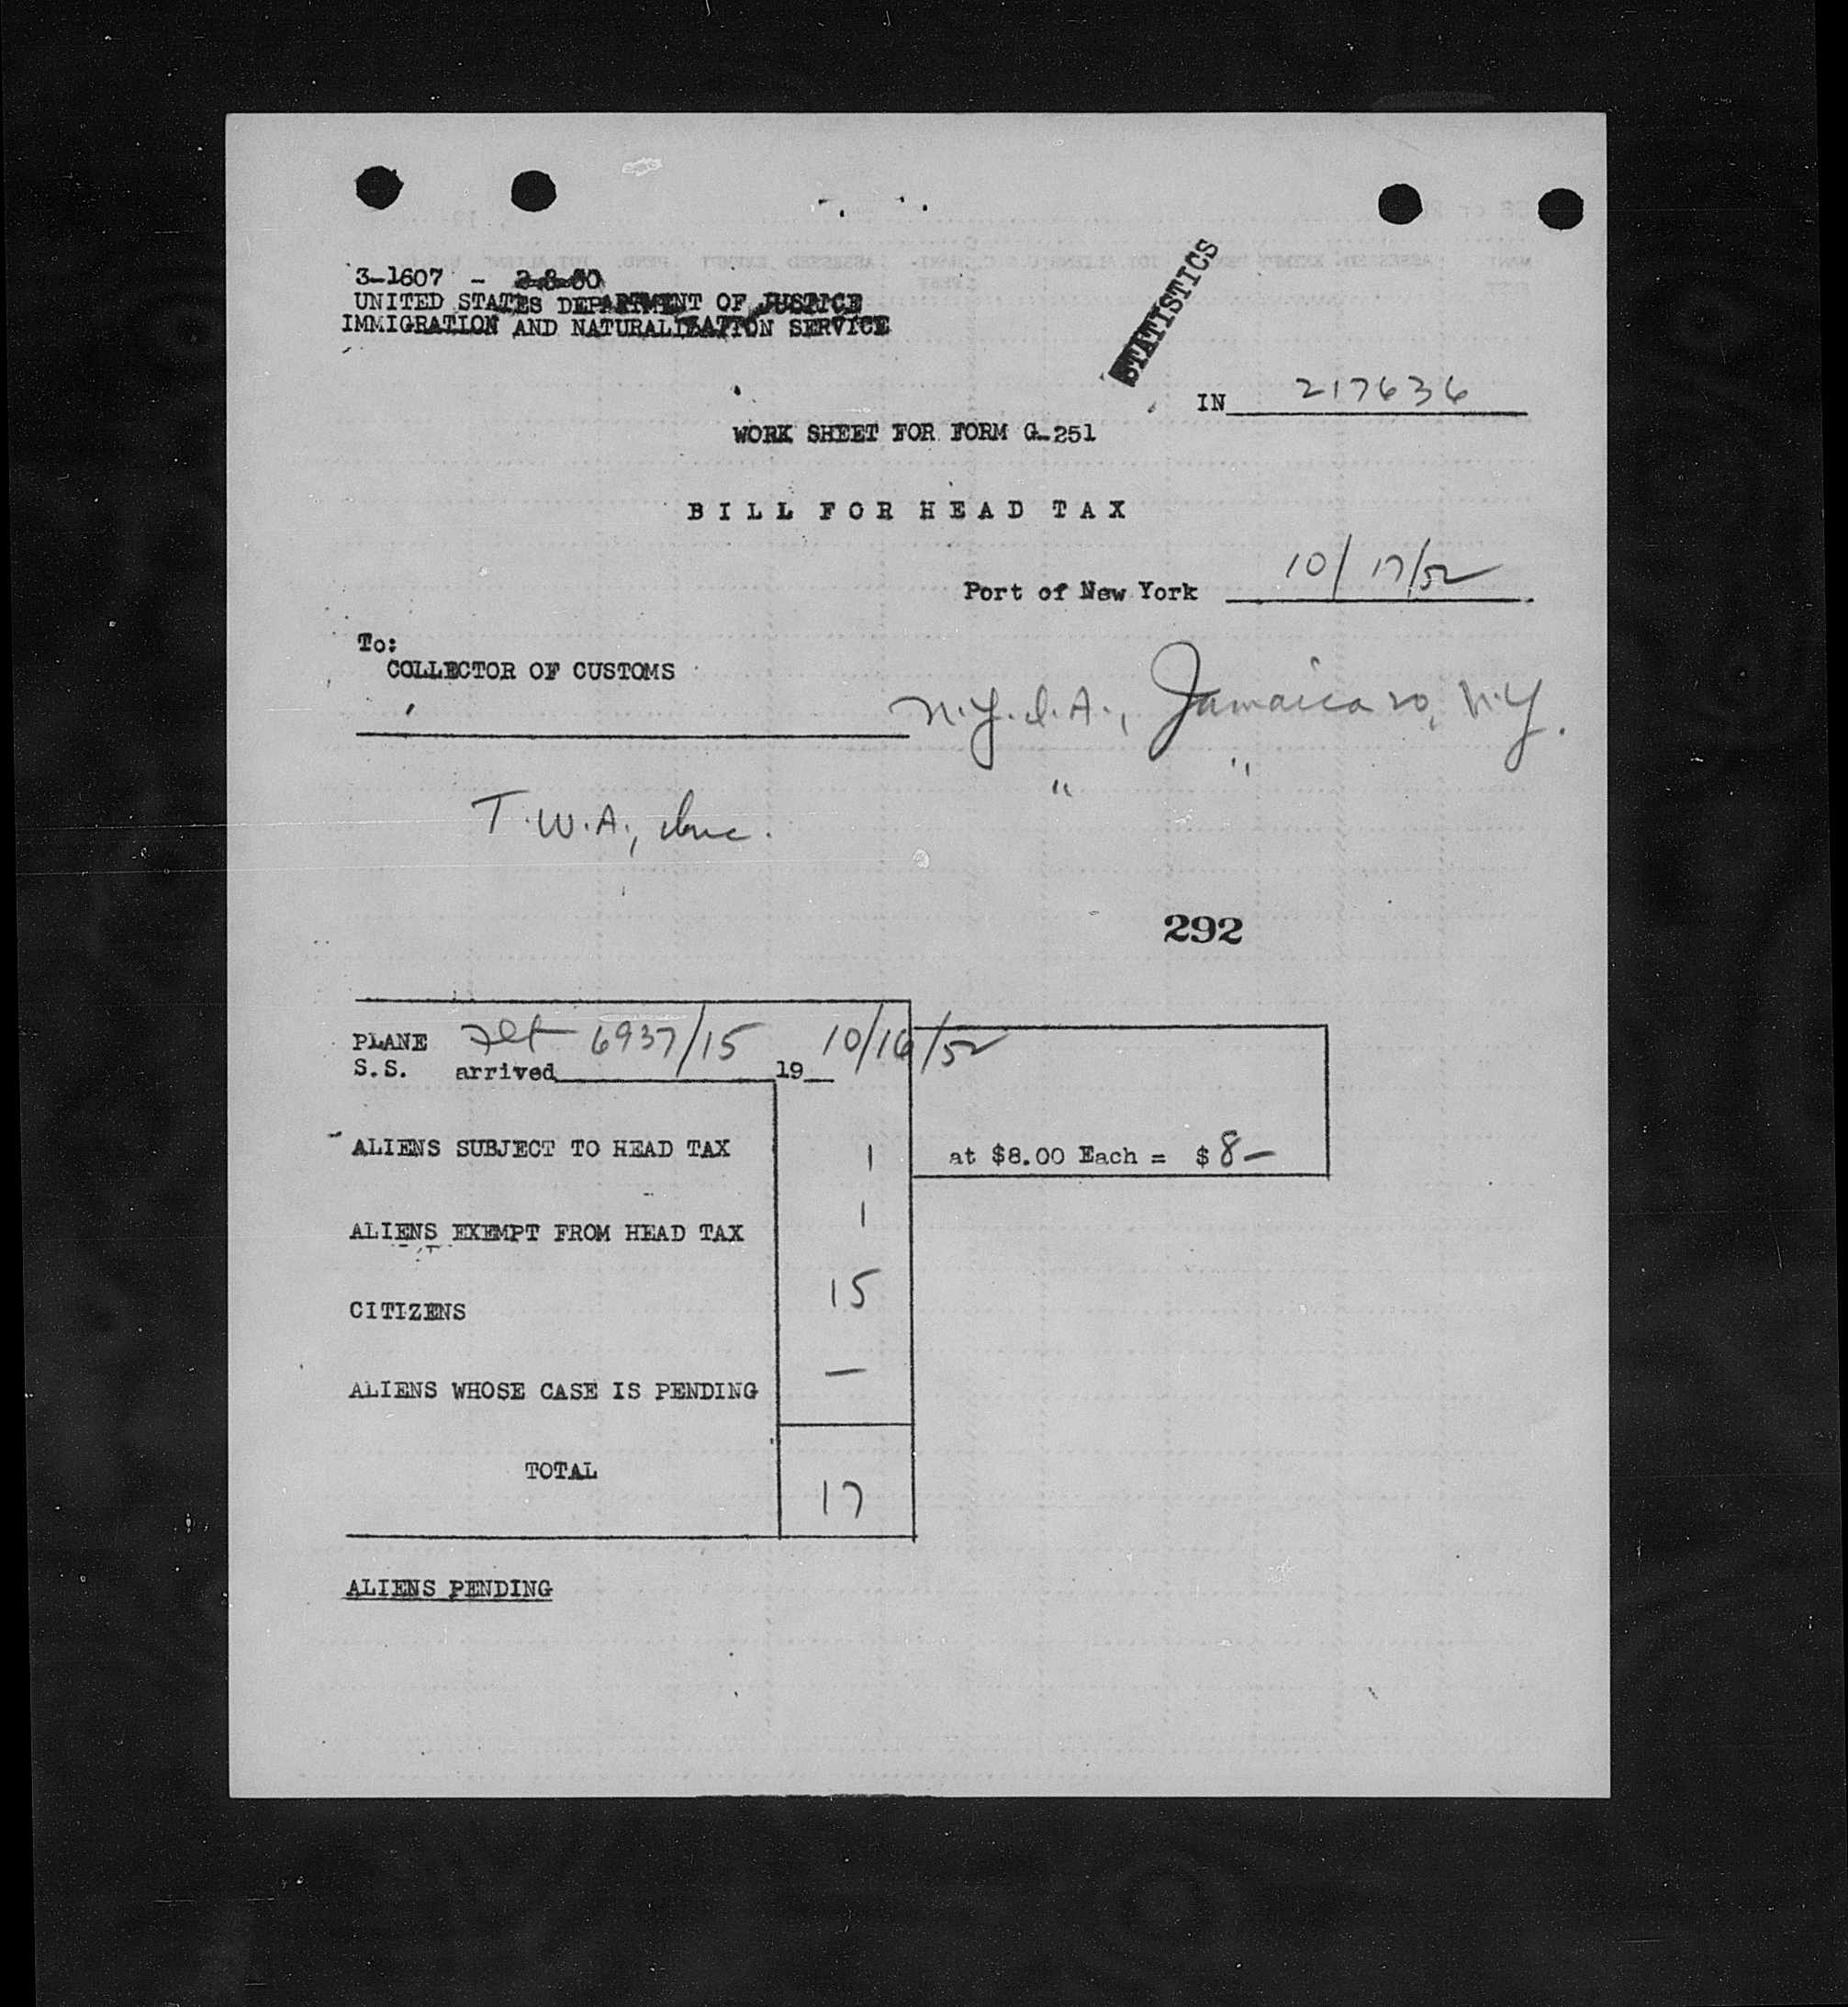 3-1607 - 2-8-50
UNITED STATES DEPARTMENT OF JUSTICE
IMMIGRATION AND NATURALIZATION SERVICE
STATISTICS
IN 217636
WORK SHEET FOR FORM G-251
BILL FOR HEAD TAX
Port of New York 10/17/52
To:
COLLECTOR OF CUSTOMS
N.Y.I.A., Jamaica 20, N.Y.
" "
T.W.A., Inc.
292
PLANE Flt 6937/15 10/16/52
S.S. arrived 19
ALIENS SUBJECT TO HEAD TAX 1 at $8.00 Each = $ 8—
ALIENS EXEMPT FROM HEAD TAX 1
CITIZENS 15
ALIENS WHOSE CASE IS PENDING —
TOTAL 17
ALIENS PENDING